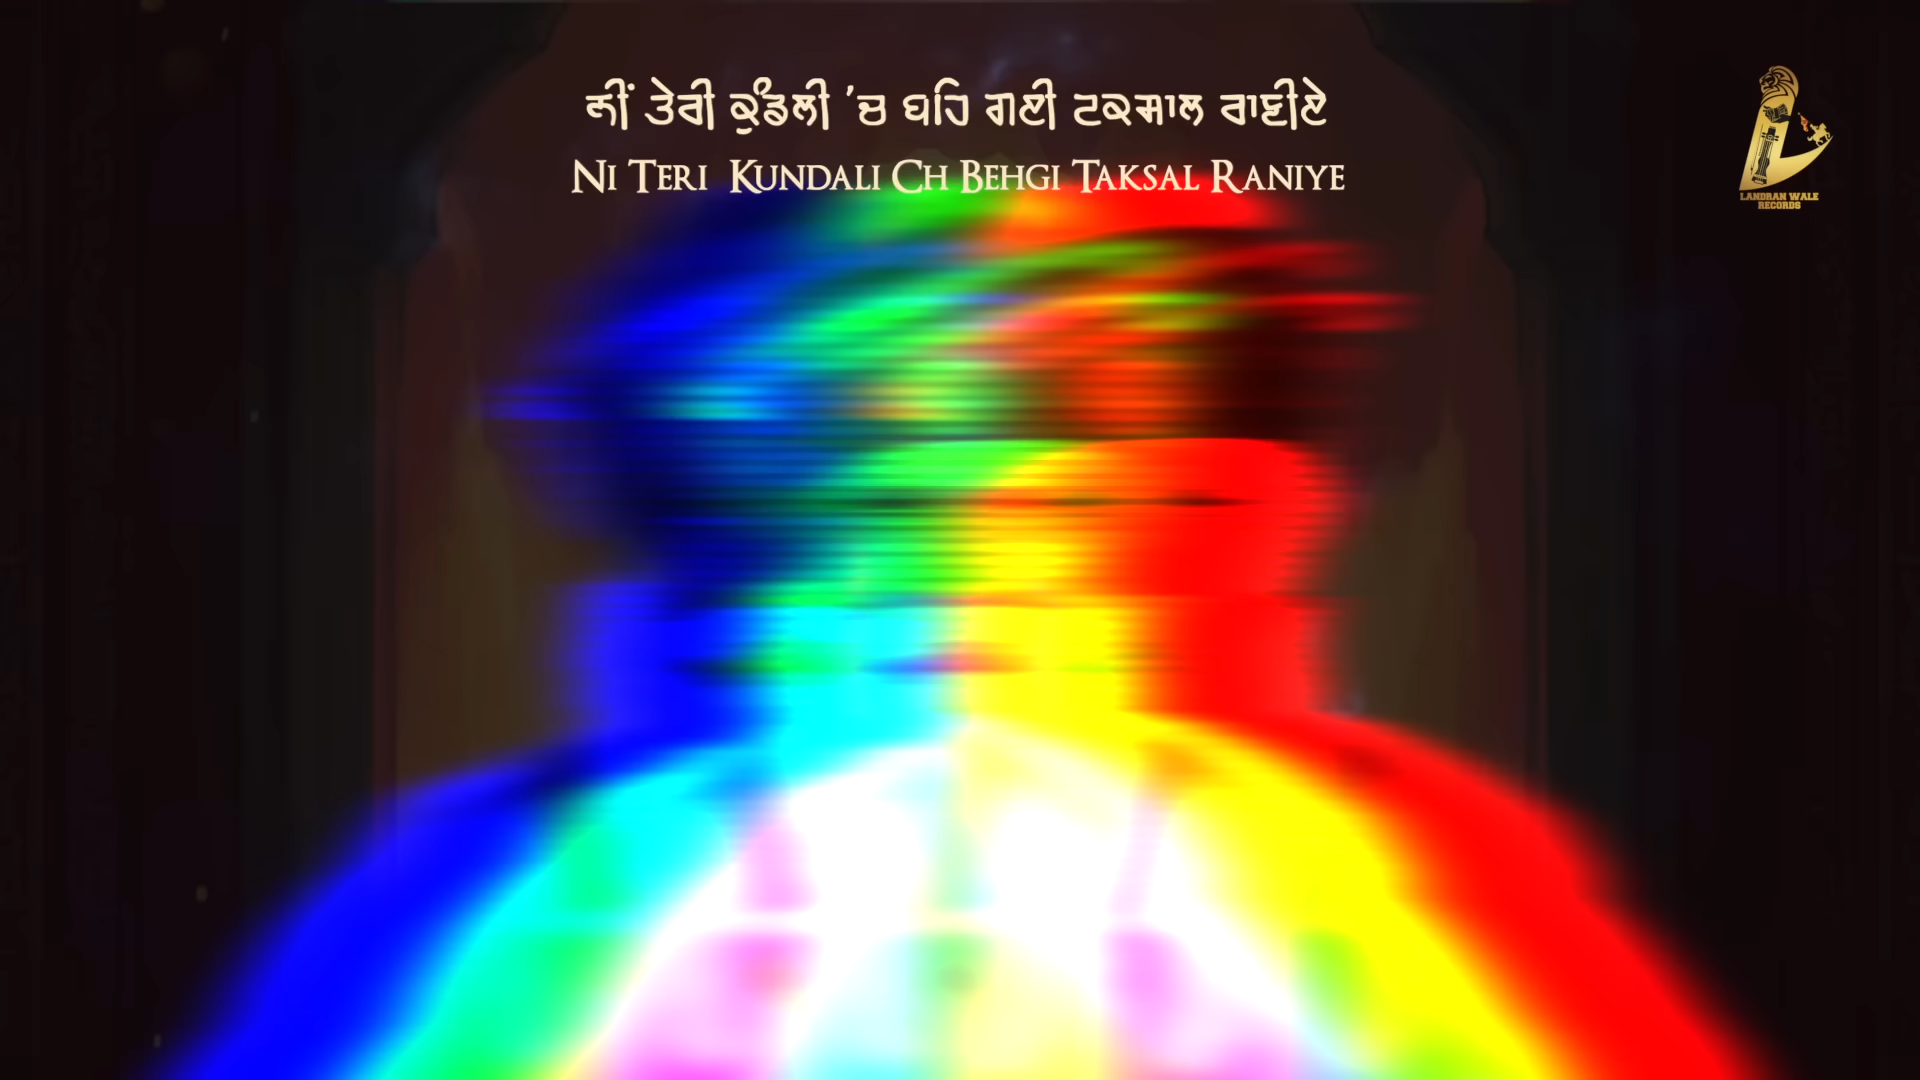 ਨੀਂ ਤੇਰੀ ਕੁੰਡਲੀ 'ਚ ਬਹਿ ਗਈ ਟਕਸਾਲ ਰਾਣੀਏ
Ni Teri Kundali Ch Behgi Taksal Raniye
LANDRAN WALE
RECORDS